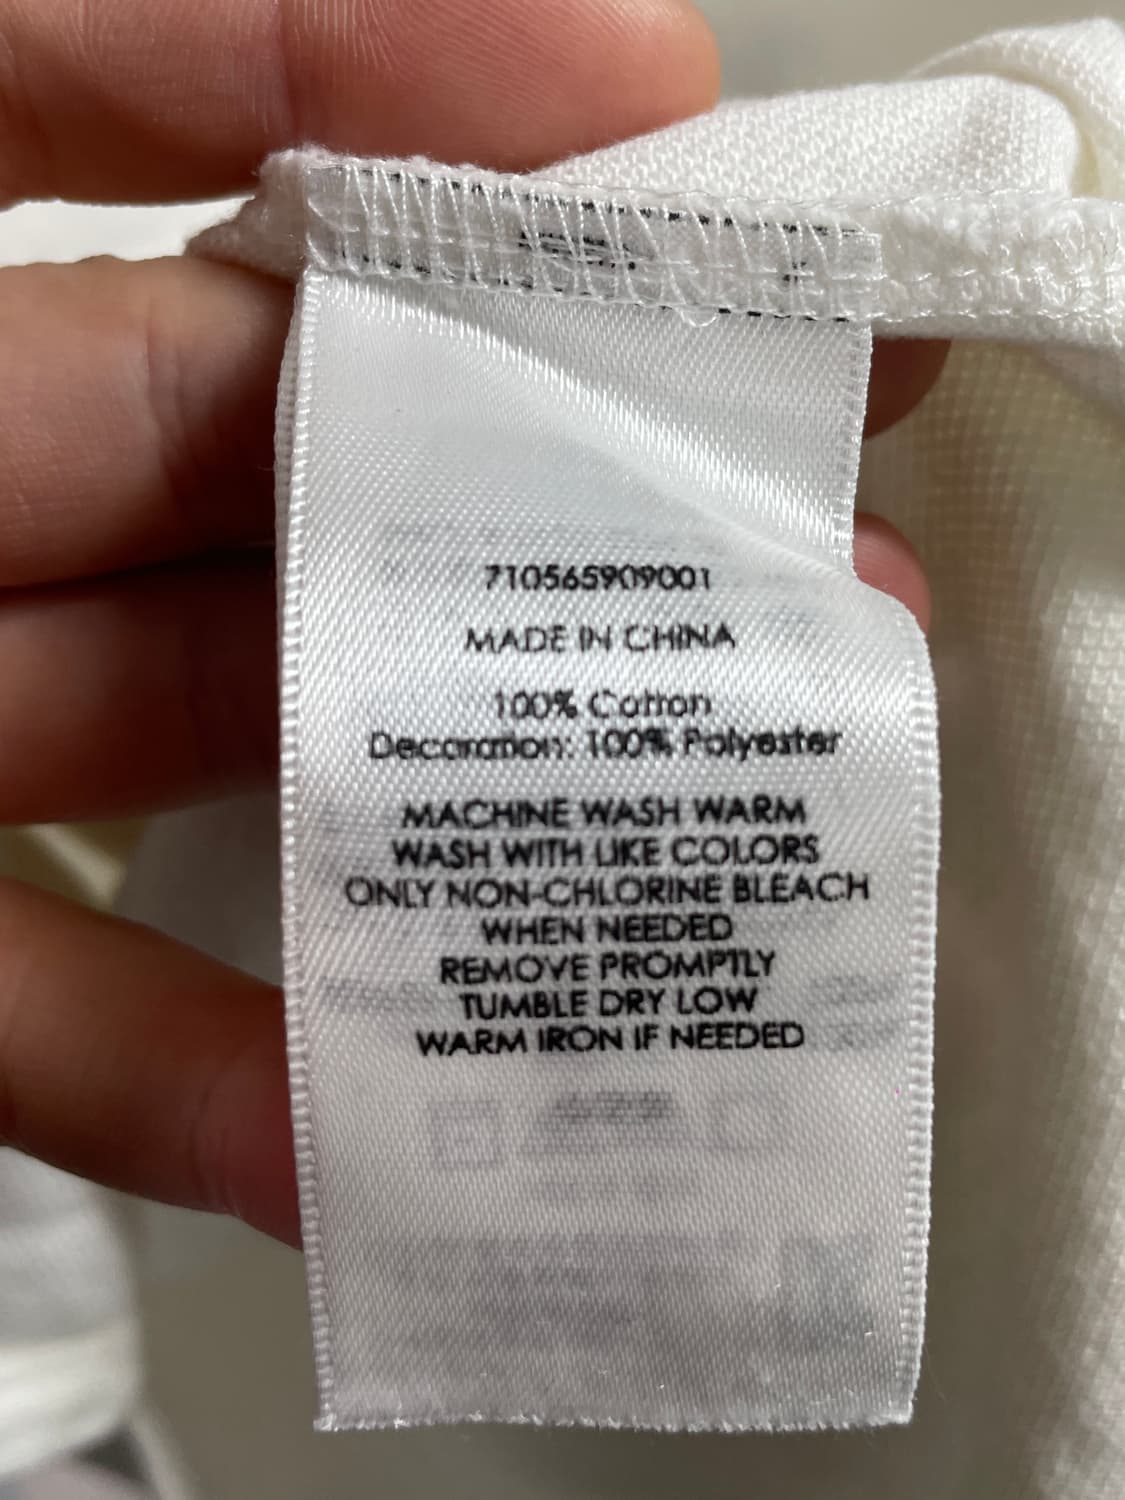 710565909001
MADE IN CHINA
100% Cotton
Decoration: 100% Polyester
MACHINE WASH WARM
WASH WITH LIKE COLORS
ONLY NON-CHLORINE BLEACH
WHEN NEEDED
REMOVE PROMPTLY
TUMBLE DRY LOW
WARM IRON IF NEEDED